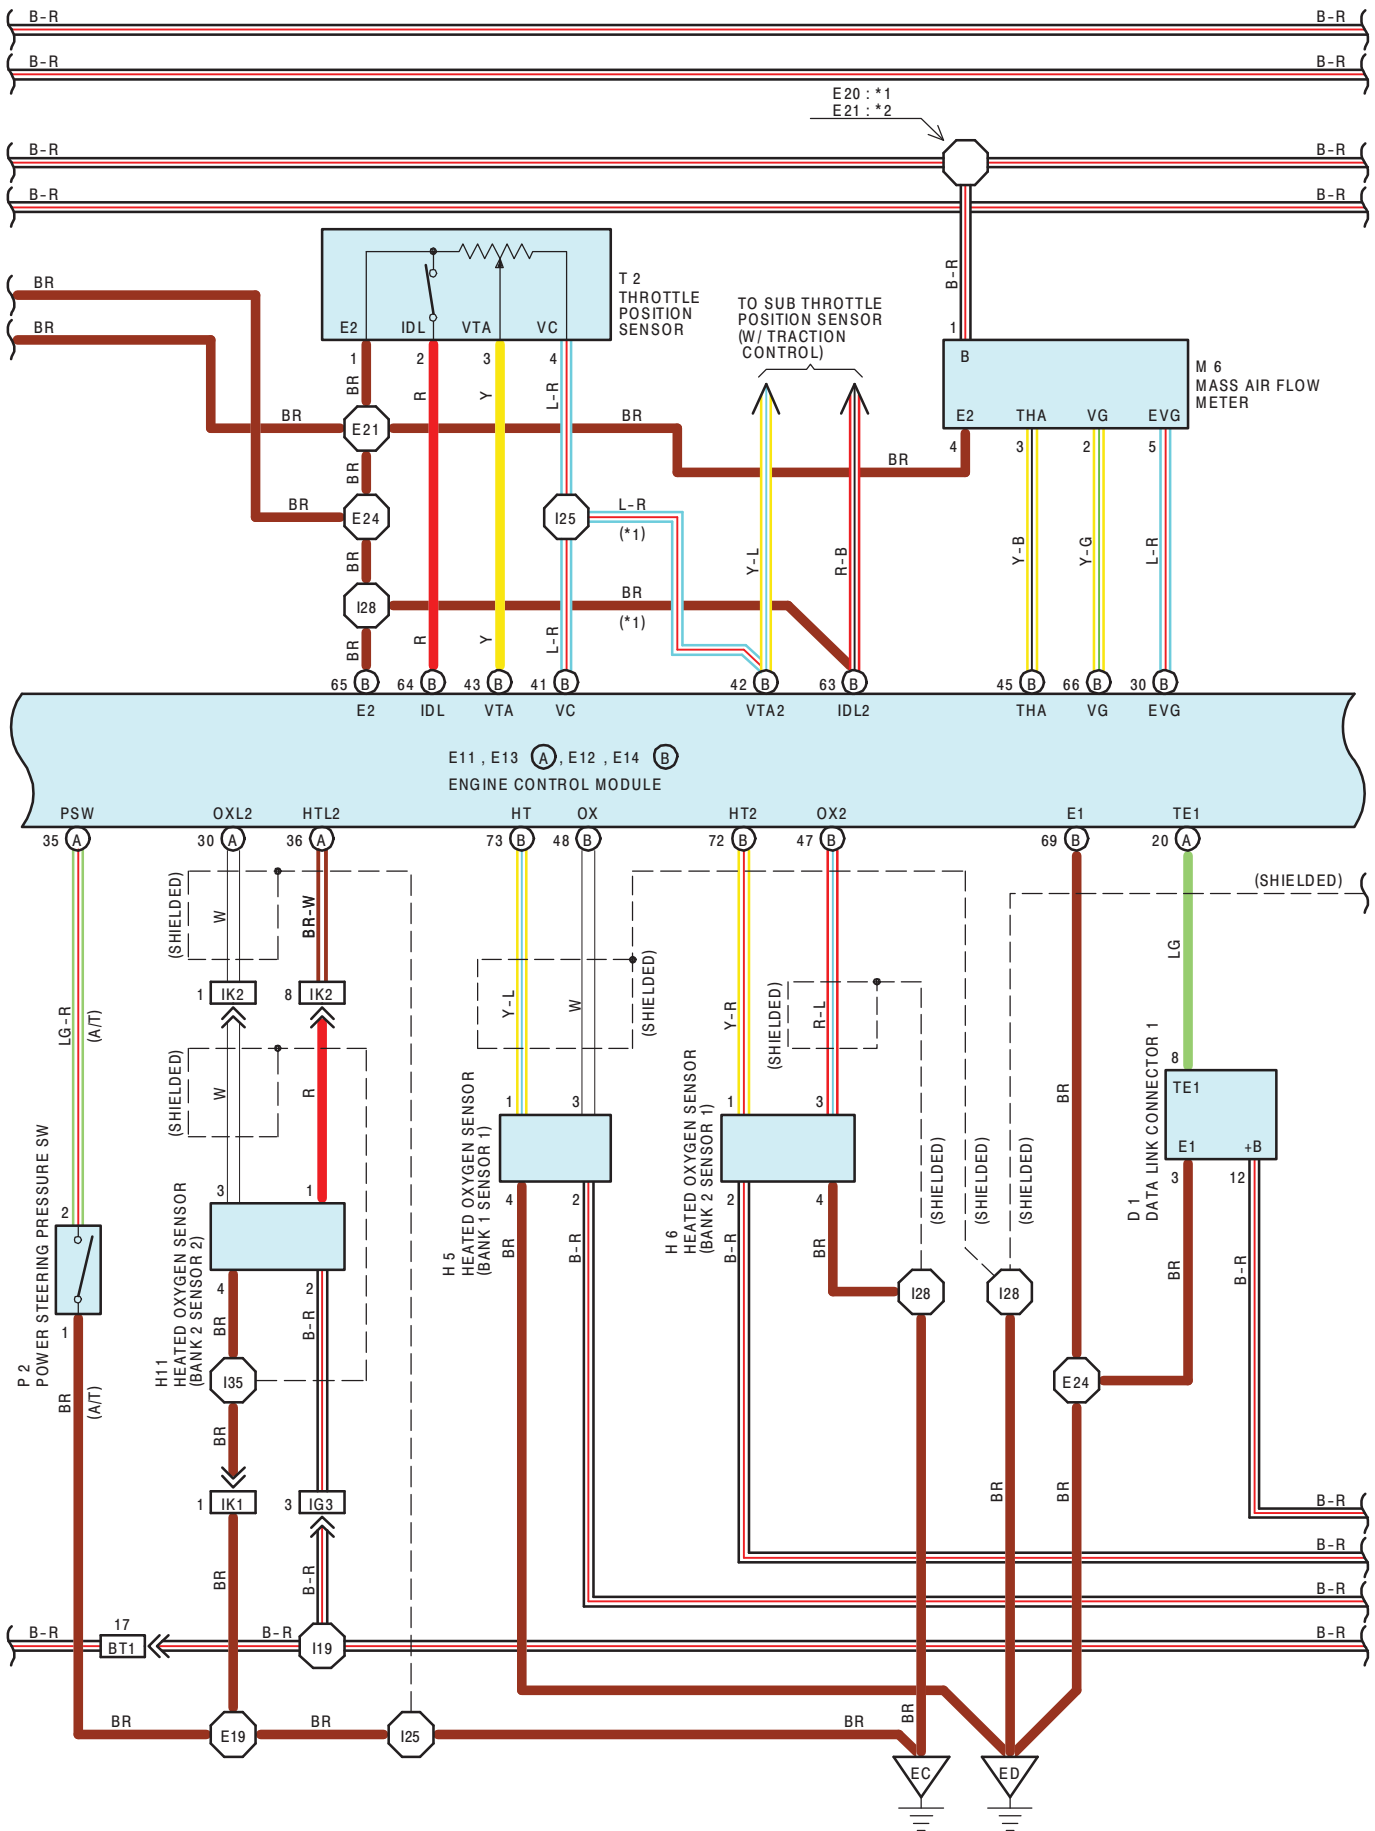 B-R B-R
B-R B-R
E20 : *1
E21 : *2
B-R B-R
B-R B-R
T 2
THROTTLE
POSITION
SENSOR
E2 IDL VTA VC
1 2 3 4
BR
BR
BR R Y L-R
TO SUB THROTTLE
POSITION SENSOR
(W/ TRACTION
CONTROL)
B-R
1
B
M 6
MASS AIR FLOW
METER
E2 THA VG EVG
4 3 2 5
BR E21 BR
BR BR
BR E24 I25 L-R
(*1)
BR Y-L R-B Y-B Y-G L-R
I28 BR
(*1)
BR R Y L-R
65 B 64 B 43 B 41 B 42 B 63 B 45 B 66 B 30 B
E2 IDL VTA VC VTA2 IDL2 THA VG EVG
E11 , E13 A , E12 , E14 B
ENGINE CONTROL MODULE
PSW OXL2 HTL2 HT OX HT2 OX2 E1 TE1
35 A 30 A 36 A 73 B 48 B 72 B 47 B 69 B 20 A
(SHIELDED)
(SHIELDED) W BR-W
LG
1 IK2 8 IK2
LG-R (A/T)
Y-L W (SHIELDED)
Y-R R-L (SHIELDED)
(SHIELDED) W R
BR
8
TE1
E1 +B
3 12
D 1
DATA LINK CONNECTOR 1
1 3
1 3
H 5
HEATED OXYGEN SENSOR
(BANK 1 SENSOR 1)
H 6
HEATED OXYGEN SENSOR
(BANK 2 SENSOR 1)
4 2
2 4
BR B-R
B-R BR
(SHIELDED) (SHIELDED) (SHIELDED)
2
1
P 2
POWER STEERING PRESSURE SW
3 1
4 2
H11
HEATED OXYGEN SENSOR
(BANK 2 SENSOR 2)
BR B-R
I28 I28
BR B-R
BR (A/T)
I35
E24
BR
BR BR
1 IK1 3 IG3
B-R
B-R
BR B-R
B-R
17
B-R BT1 B-R I19 B-R
BR
BR E19 BR I25 BR
EC ED